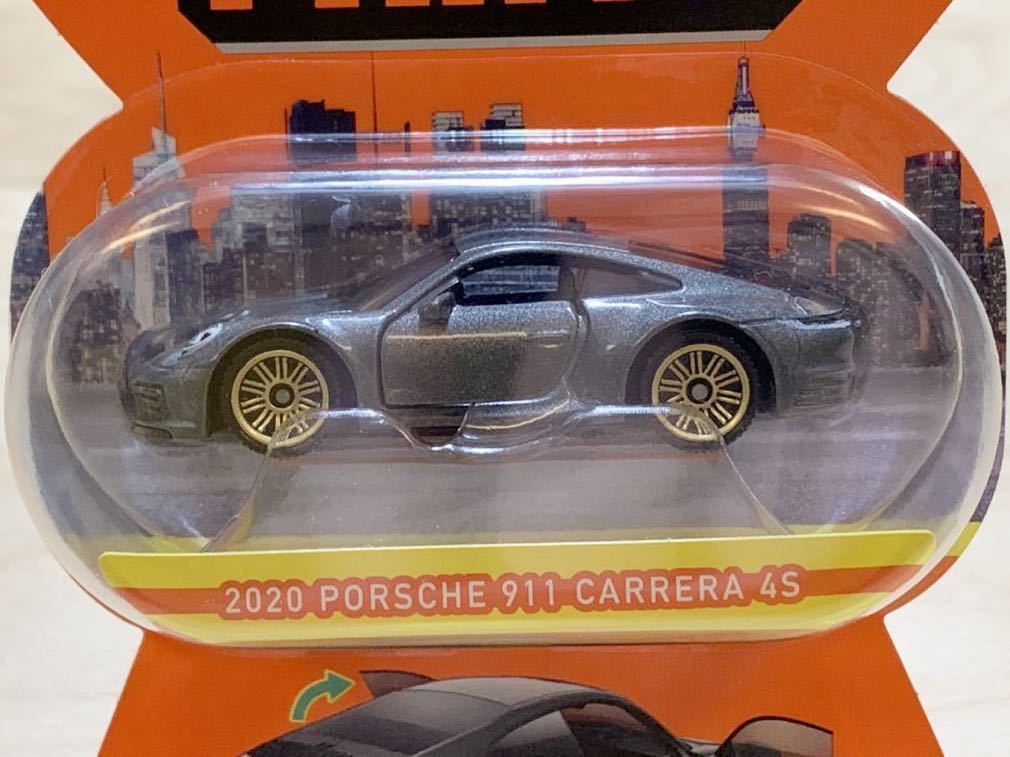 2020 PORSCHE 911 CARRERA 4S